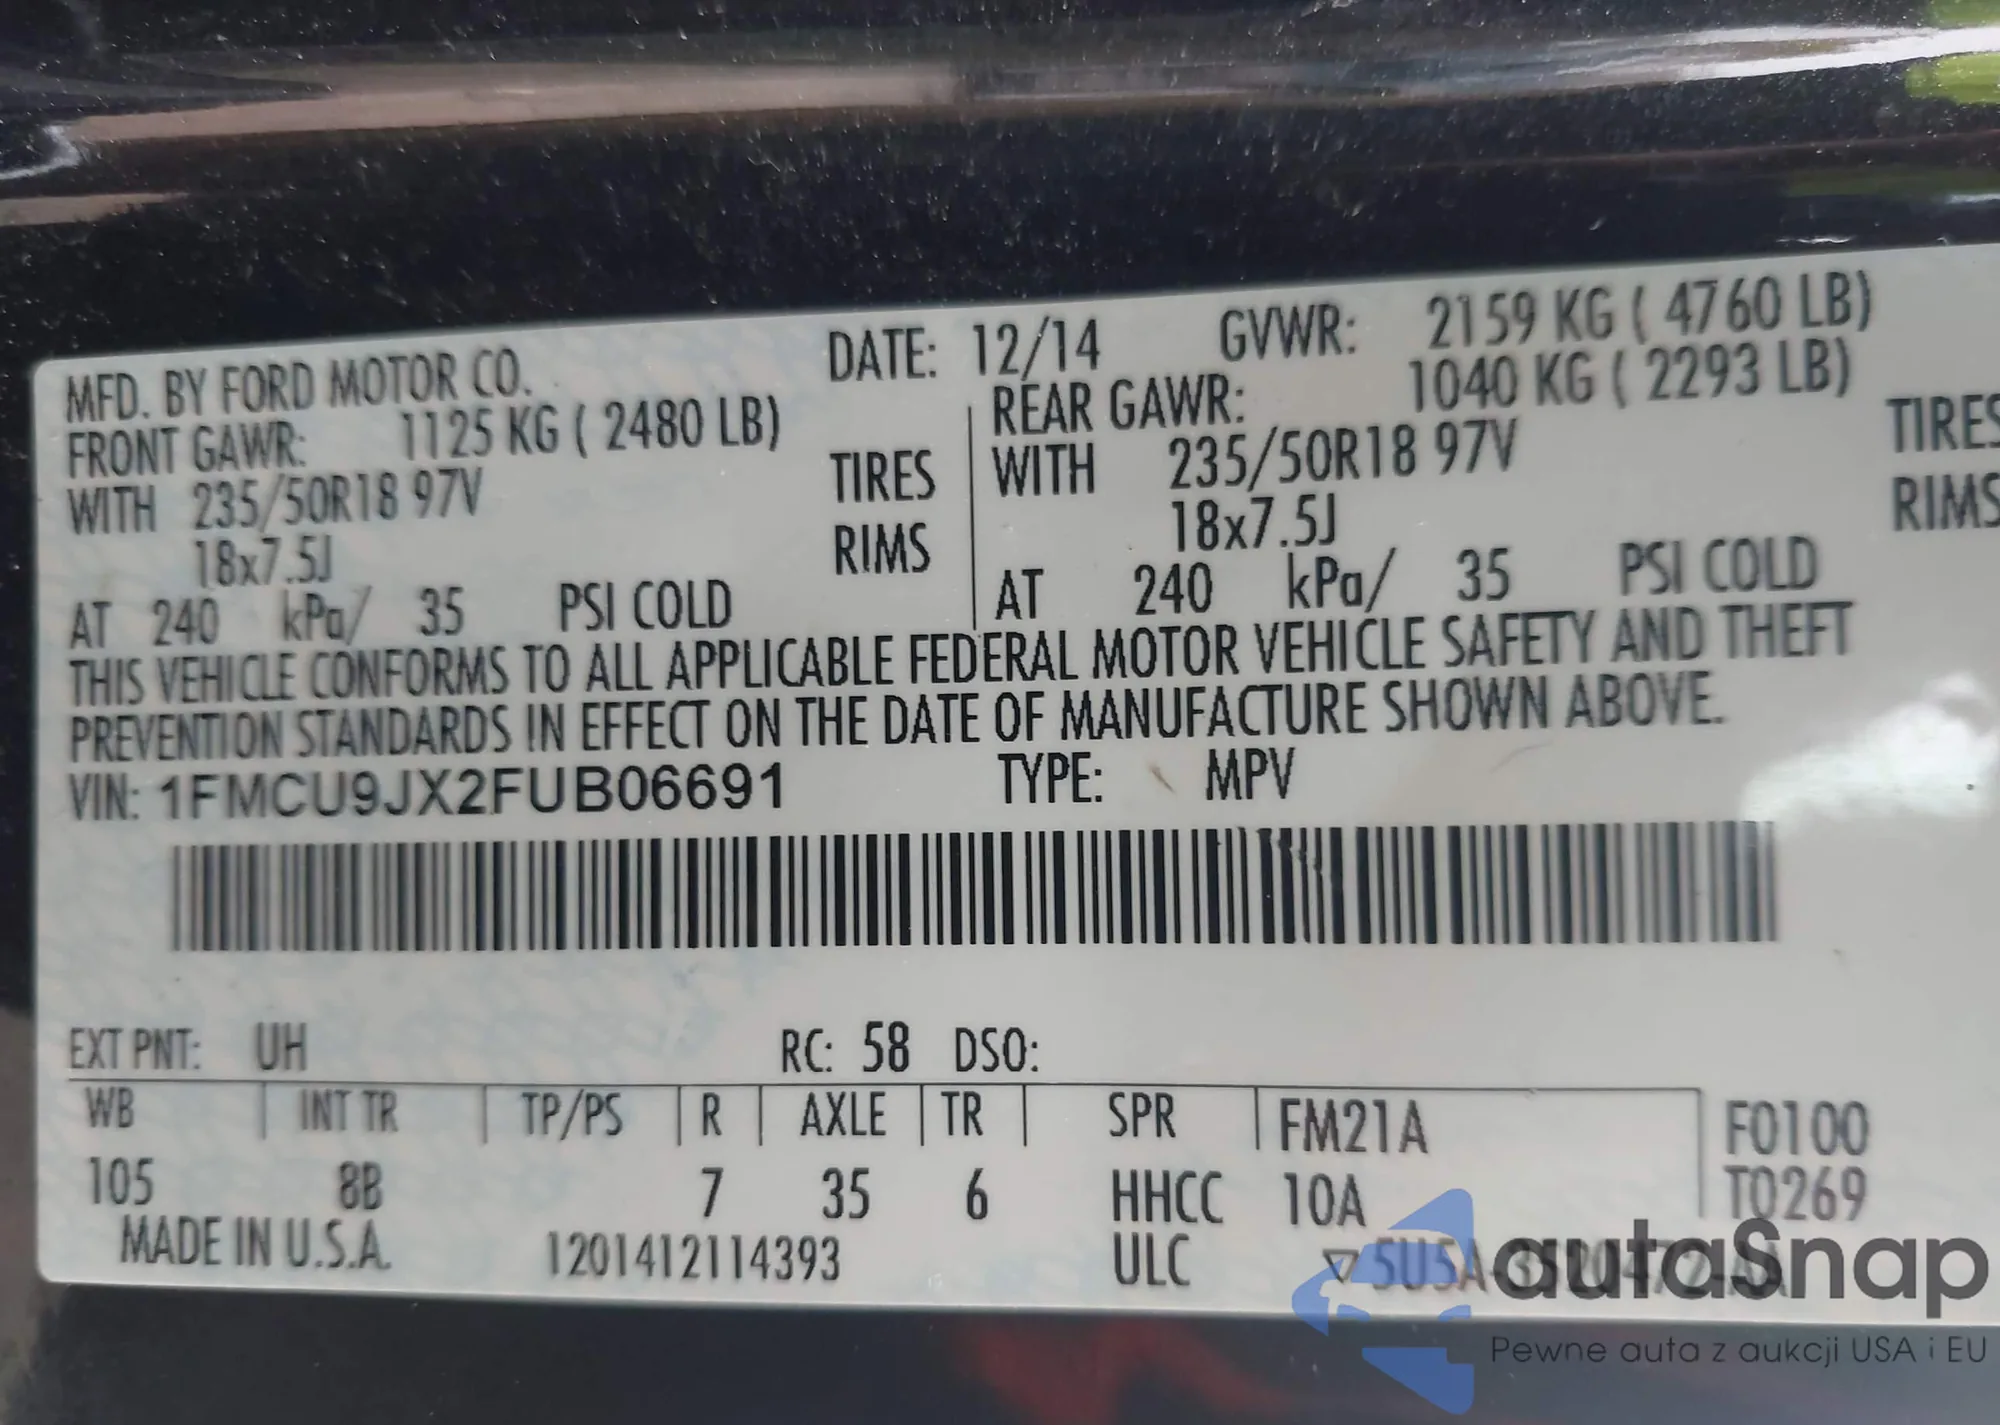 MFD. BY FORD MOTOR CO. DATE: 12/14 GVWR: 2159 KG ( 4760 LB)
FRONT GAWR: 1125 KG ( 2480 LB) REAR GAWR: 1040 KG ( 2293 LB)
WITH 235/50R18 97V TIRES WITH 235/50R18 97V TIRES
18x7.5J RIMS 18x7.5J RIMS
AT 240 kPa/ 35 PSI COLD AT 240 kPa/ 35 PSI COLD
THIS VEHICLE CONFORMS TO ALL APPLICABLE FEDERAL MOTOR VEHICLE SAFETY AND THEFT
PREVENTION STANDARDS IN EFFECT ON THE DATE OF MANUFACTURE SHOWN ABOVE.
VIN: 1FMCU9JX2FUB06691 TYPE: MPV
EXT PNT: UH RC: 58 DSO:
WB INT TR TP/PS R AXLE TR SPR FM21A F0100
105 8B 7 35 6 HHCC 10A T0269
MADE IN U.S.A. 1201412114393 ULC
autaSnap
Pewne auta z aukcji USA i EU